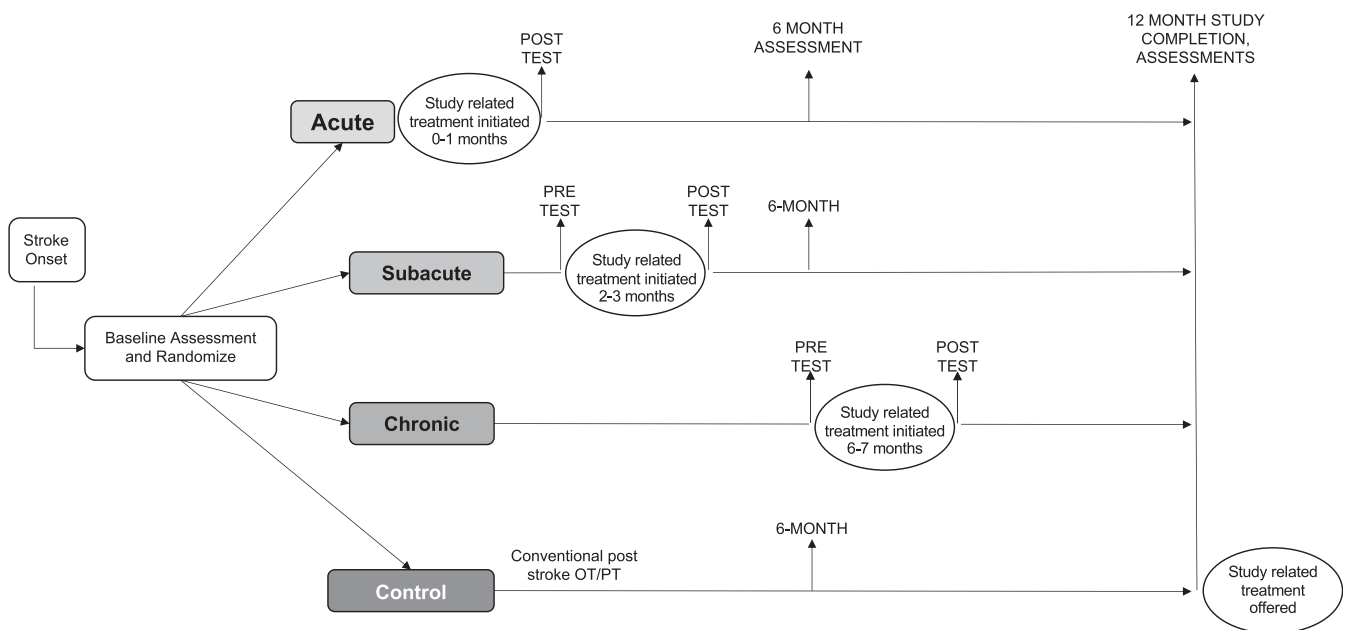 12 MONTH STUDY
COMPLETION,
ASSESSMENTS
6 MONTH
ASSESSMENT
POST
TEST
Acute
Study related
treatment initiated
0-1 months
PRE
TEST
POST
TEST
6-MONTH
Stroke
Onset
Subacute
Study related
treatment initiated
2-3 months
Baseline Assessment
and Randomize
PRE
TEST
POST
TEST
Chronic
Study related
treatment initiated
6-7 months
6-MONTH
Conventional post
stroke OT/PT
Control
Study related
treatment
offered